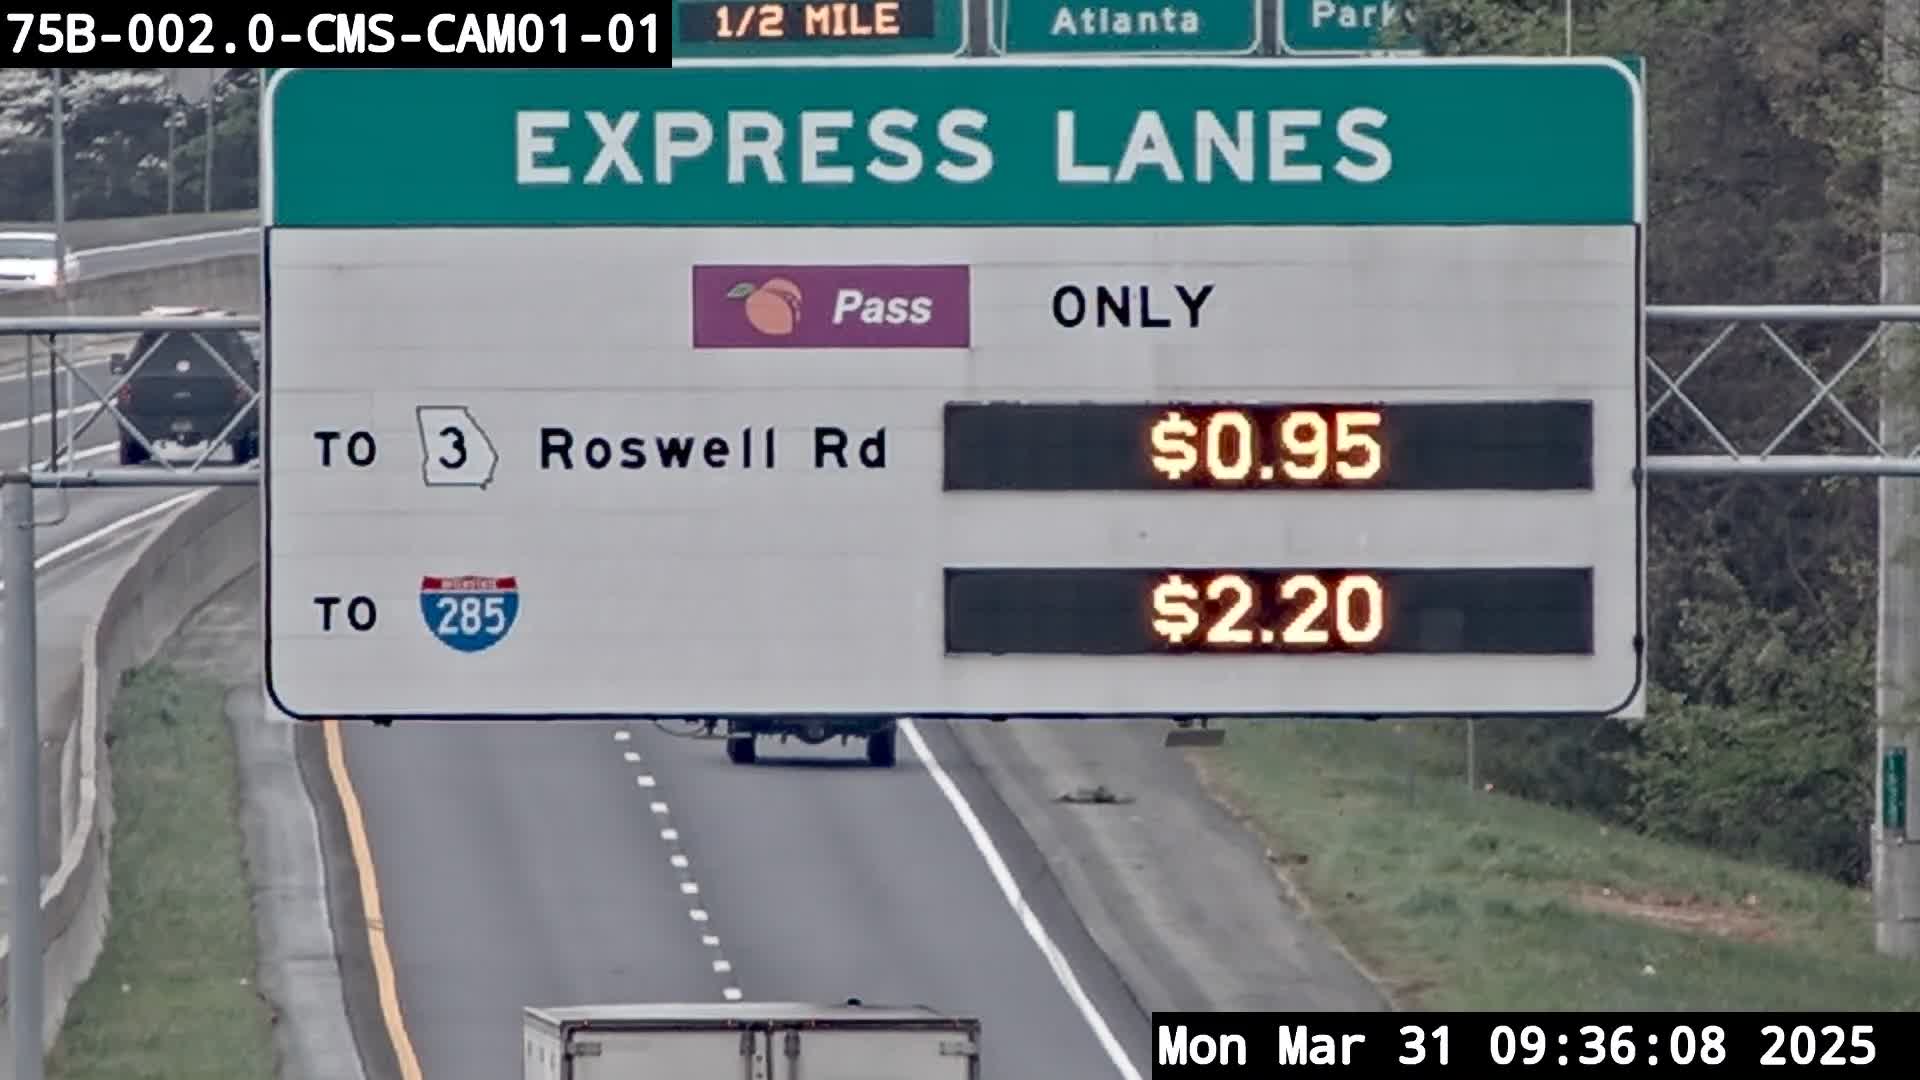 75B-002.0-CMS-CAM01-01
1/2 MILE
Atlanta
EXPRESS LANES
Pass ONLY
TO 3 Roswell Rd $0.95
INTERSTATE
TO 285 $2.20
Mon Mar 31 09:36:08 2025